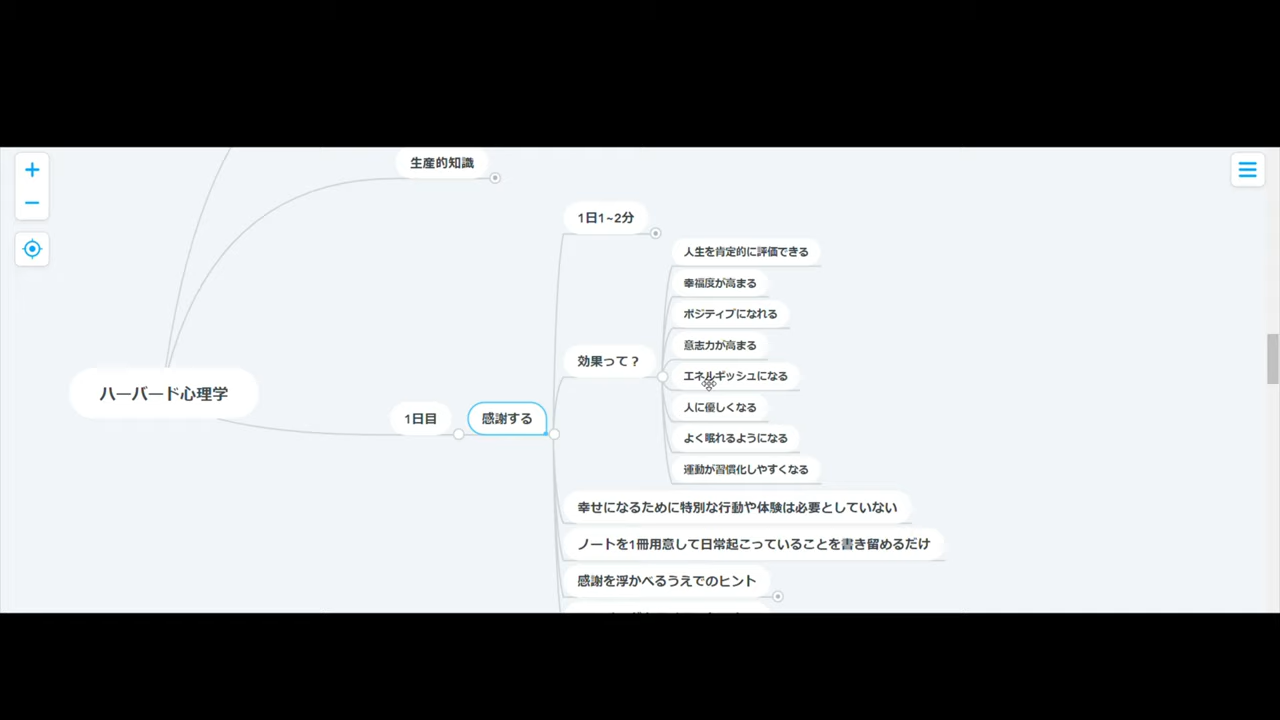 生産的知識
1日1~2分
人生を肯定的に評価できる
幸福度が高まる
ポジティブになれる
意志力が高まる
効果って？
エネルギッシュになる
ハーバード心理学
人に優しくなる
1日目
感謝する
よく眠れるようになる
運動が習慣化しやすくなる
幸せになるために特別な行動や体験は必要としていない
ノートを1冊用意して日常起こっていることを書き留めるだけ
感謝を浮かべるうえでのヒント